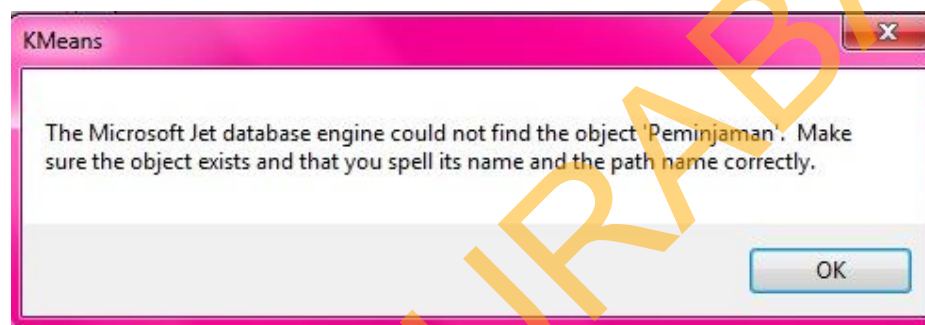 KMeans
The Microsoft Jet database engine could not find the object 'Peminjaman'. Make
sure the object exists and that you spell its name and the path name correctly.
OK
URABA